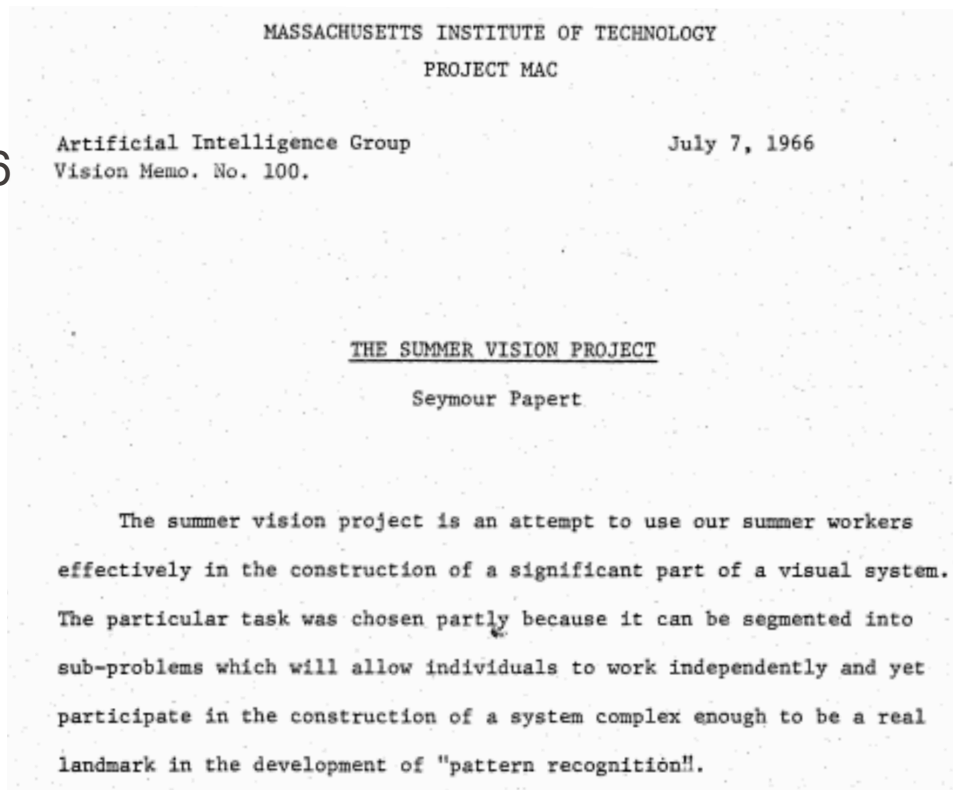 MASSACHUSETTS INSTITUTE OF TECHNOLOGY
PROJECT MAC
Artificial Intelligence Group July 7, 1966
6
Vision Memo. No. 100.
THE SUMMER VISION PROJECT
Seymour Papert
The summer vision project is an attempt to use our summer workers
effectively in the construction of a significant part of a visual system.
The particular task was chosen partly because it can be segmented into
sub-problems which will allow individuals to work independently and yet
participate in the construction of a system complex enough to be a real
landmark in the development of "pattern recognition".